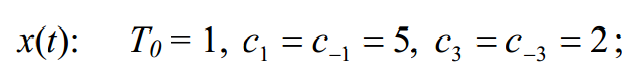 x(t): T₀ = 1, c₁ = c₋₁ = 5, c₃ = c₋₃ = 2;